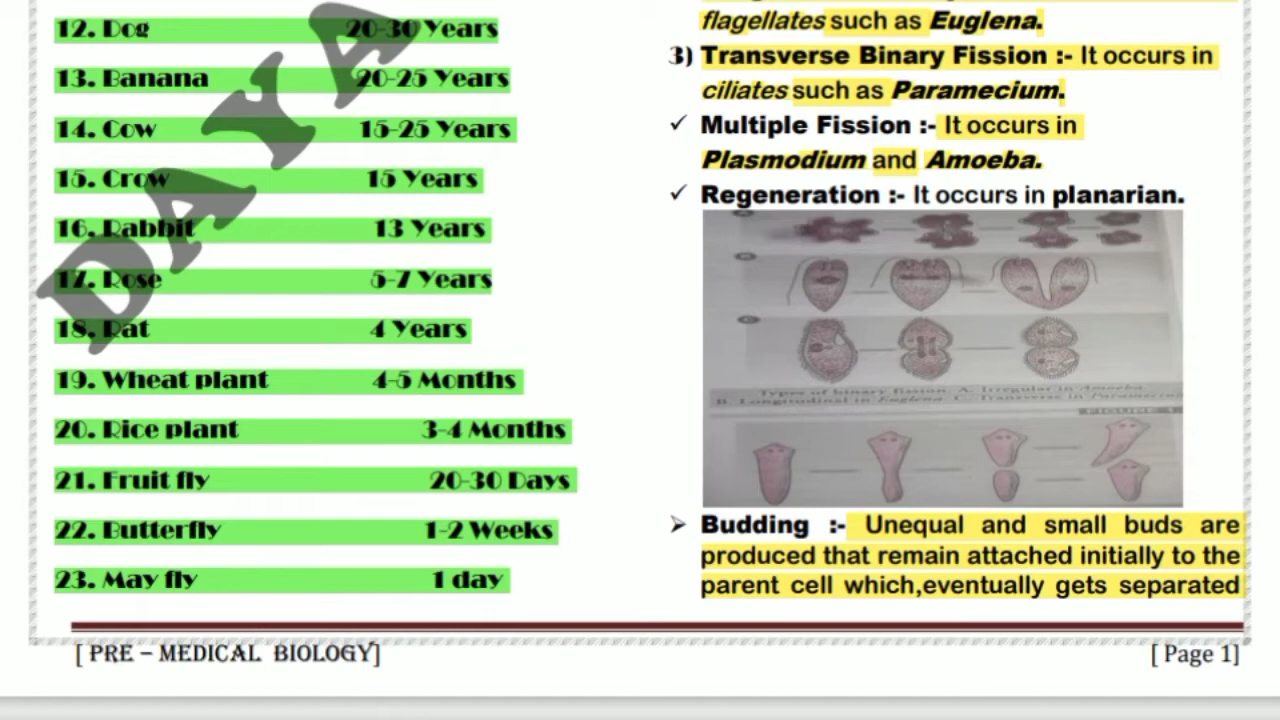 12. Dog 20-30 Years
13. Banana 20-25 Years
14. Cow 15-25 Years
15. Crow 15 Years
16. Rabbit 13 Years
17. Rose 5-7 Years
18. Rat 4 Years
19. Wheat plant 4-5 Months
20. Rice plant 3-4 Months
21. Fruit fly 20-30 Days
22. Butterfly 1-2 Weeks
23. May fly 1 day
DAYA
flagellates such as Euglena.
3) Transverse Binary Fission :- It occurs in
ciliates such as Paramecium.
✓ Multiple Fission :- It occurs in
Plasmodium and Amoeba.
✓ Regeneration :- It occurs in planarian.
Types of binary fission. A. Irregular in Amoeba.
B. Longitudinal in Euglena. C. Transverse in Paramecium
FIGURE 1
➢ Budding :- Unequal and small buds are
produced that remain attached initially to the
parent cell which,eventually gets separated
[ PRE – MEDICAL BIOLOGY]
[ Page 1]